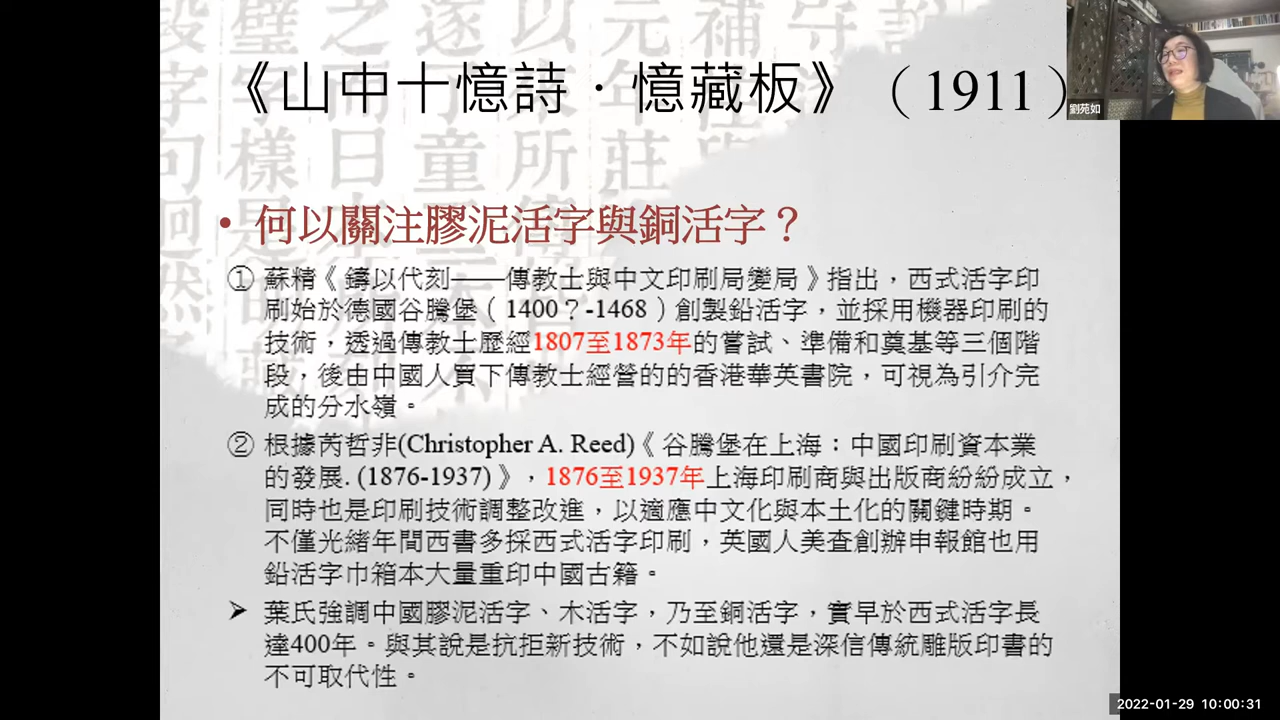 《山中十憶詩·憶藏板》（1911）
劉苑如
• 何以關注膠泥活字與銅活字？
① 蘇精《鑄以代刻——傳教士與中文印刷局變局》指出，西式活字印
刷始於德國谷騰堡（1400？-1468）創製鉛活字，並採用機器印刷的
技術，透過傳教士歷經1807至1873年的嘗試、準備和奠基等三個階
段，後由中國人買下傳教士經營的的香港華英書院，可視為引介完
成的分水嶺。
② 根據芮哲非(Christopher A. Reed)《谷騰堡在上海：中國印刷資本業
的發展. (1876-1937)》，1876至1937年上海印刷商與出版商紛紛成立，
同時也是印刷技術調整改進，以適應中文化與本土化的關鍵時期。
不僅光緒年間西書多採西式活字印刷，英國人美查創辦申報館也用
鉛活字巾箱本大量重印中國古籍。
➢ 葉氏強調中國膠泥活字、木活字，乃至銅活字，實早於西式活字長
達400年。與其說是抗拒新技術，不如說他還是深信傳統雕版印書的
不可取代性。
2022-01-29 10:00:31